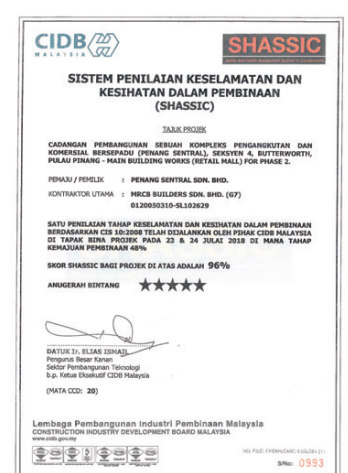 CIDB
MALAYSIA
SHASSIC
SISTEM PENILAIAN KESELAMATAN DAN
KESIHATAN DALAM PEMBINAAN
(SHASSIC)
TAJUK PROJEK
CADANGAN PEMBANGUNAN SEBUAH KOMPLEKS PENGANGKUTAN DAN
KOMERSIAL BERSEPADU (PENANG SENTRAL), SEKSYEN 4, BUTTERWORTH,
PULAU PINANG - MAIN BUILDING WORKS (RETAIL MALL) FOR PHASE 2.
PEMAJU / PEMILIK : PENANG SENTRAL SDN. BHD.
KONTRAKTOR UTAMA : MRCB BUILDERS SDN. BHD. (G7)
0120050310-SL102629
SATU PENILAIAN TAHAP KESELAMATAN DAN KESIHATAN DALAM PEMBINAAN
BERDASARKAN CIS 10:2008 TELAH DIJALANKAN OLEH PIHAK CIDB MALAYSIA
DI TAPAK BINA PROJEK PADA 23 & 24 JULAI 2018 DI MANA TAHAP
KEMAJUAN PEMBINAAN 48%
SKOR SHASSIC BAGI PROJEK DI ATAS ADALAH 96%
ANUGERAH BINTANG ★★★★★
DATUK Ir. ELIAS ISMAIL
Pengurus Besar Kanan
Sektor Pembangunan Teknologi
b.p. Ketua Eksekutif CIDB Malaysia
(MATA CCD: 20)
Lembaga Pembangunan Industri Pembinaan Malaysia
CONSTRUCTION INDUSTRY DEVELOPMENT BOARD MALAYSIA
www.cidb.gov.my
S/No: 0993